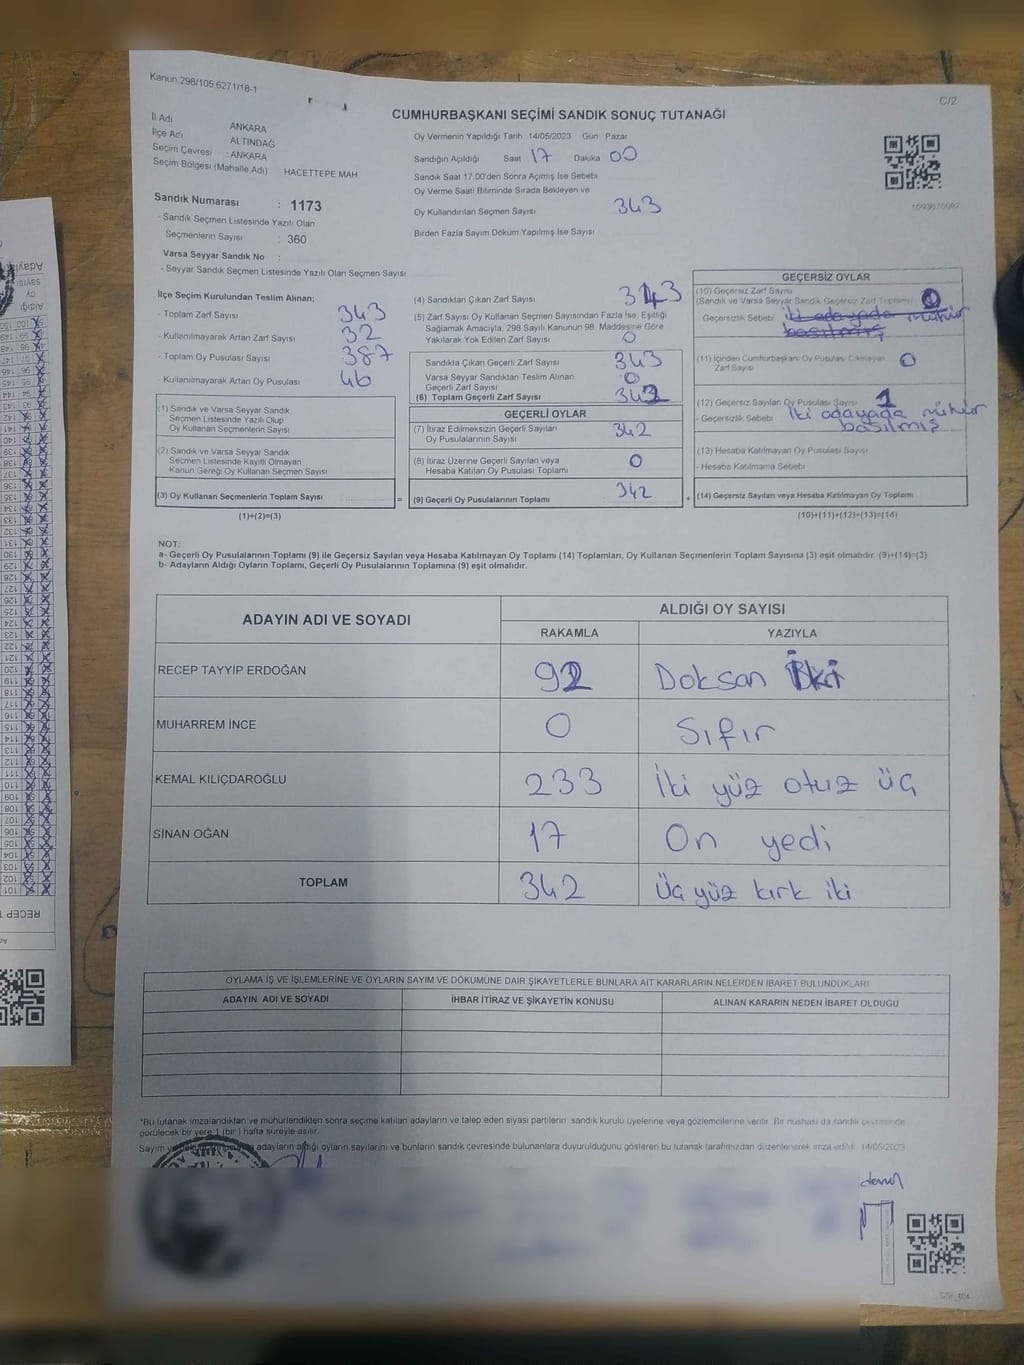 Kanun 298/105,6271/18-1
C/2
CUMHURBAŞKANI SEÇİMİ SANDIK SONUÇ TUTANAĞI
İl Adı ANKARA
İlçe Adı ALTINDAĞ
Seçim Çevresi : ANKARA
Seçim Bölgesi (Mahalle Adı) HACETTEPE MAH
Sandık Numarası : 1173
- Sandık Seçmen Listesinde Yazılı Olan
Seçmenlerin Sayısı : 360
Varsa Seyyar Sandık No :
- Seyyar Sandık Seçmen Listesinde Yazılı Olan Seçmen Sayısı
Oy Vermenin Yapıldığı Tarih 14/05/2023 Gün Pazar
Sandığın Açıldığı Saat 17 Dakika 00
Sandık Saat 17:00'den Sonra Açımış İse Sebebi
Oy Verme Saati Bitiminde Sırada Bekleyen ve
Oy Kullandırılan Seçmen Sayısı 343
Birden Fazla Sayım Döküm Yapılmış İse Sayısı
İlçe Seçim Kurulundan Teslim Alınan;
- Toplam Zarf Sayısı 343
- Kullanılmayarak Artan Zarf Sayısı 32
- Toplam Oy Pusulası Sayısı 387
- Kullanılmayarak Artan Oy Pusulası 46
(1) Sandık ve Varsa Seyyar Sandık
Seçmen Listesinde Yazılı Olup
Oy Kullanan Seçmenlerin Sayısı
(2) Sandık ve Varsa Seyyar Sandık
Seçmen Listesinde Kayıtlı Olmayan
Kanun Gereği Oy Kullanan Seçmen Sayısı
(3) Oy Kullanan Seçmenlerin Toplam Sayısı =
(1)+(2)=(3)
(4) Sandıktan Çıkan Zarf Sayısı 343
(5) Zarf Sayısı Oy Kullanan Seçmen Sayısından Fazla İse, Eşitliği
Sağlamak Amacıyla, 298 Sayılı Kanunun 98. Maddesine Göre
Yakılarak Yok Edilen Zarf Sayısı 0
Sandıkta Çıkan Geçerli Zarf Sayısı 343
Varsa Seyyar Sandıktan Teslim Alınan
Geçerli Zarf Sayısı 0
(6) Toplam Geçerli Zarf Sayısı
GEÇERLİ OYLAR
(7) İtiraz Edilmeksizin Geçerli Sayılan
Oy Pusulalarının Sayısı 342
(8) İtiraz Üzerine Geçerli Sayılan veya
Hesaba Katılan Oy Pusulası Toplamı 0
(9) Geçerli Oy Pusulalarının Toplamı 342 +
GEÇERSİZ OYLAR
(10) Geçersiz Zarf Sayısı
(Sandık ve Varsa Seyyar Sandık Geçersiz Zarf Toplamı) 0
Geçersizlik Sebebi iki adayada mühür
basılmış
(11) İçinden Cumhurbaşkanı Oy Pusulası Çıkmayan
Zarf Sayısı 0
(12) Geçersiz Sayılan Oy Pusulası Sayısı 1
- Geçersizlik Sebebi İki adayada mühür
basılmış
(13) Hesaba Katılmayan Oy Pusulası Sayısı
- Hesaba Katılmama Sebebi
(14) Geçersiz Sayılan veya Hesaba Katılmayan Oy Toplamı
(10)+(11)+(12)+(13)=(14)
NOT:
a- Geçerli Oy Pusulalarının Toplamı (9) ile Geçersiz Sayılan veya Hesaba Katılmayan Oy Toplamı (14) Toplamları, Oy Kullanan Seçmenlerin Toplam Sayısına (3) eşit olmalıdır. (9)+(14)=(3)
b- Adayların Aldığı Oyların Toplamı, Geçerli Oy Pusulalarının Toplamına (9) eşit olmalıdır.
ADAYIN ADI VE SOYADI ALDIĞI OY SAYISI
RAKAMLA YAZIYLA
RECEP TAYYİP ERDOĞAN 92 Doksan İki
MUHARREM İNCE 0 Sıfır
KEMAL KILIÇDAROĞLU 233 İki yüz otuz üç
SİNAN OĞAN 17 On yedi
TOPLAM 342 Üç yüz kırk iki
OYLAMA İŞ VE İŞLEMLERİNE VE OYLARIN SAYIM VE DÖKÜMÜNE DAİR ŞİKAYETLERLE BUNLARA AİT KARARLARIN NELERDEN İBARET BULUNDUKLARI
ADAYIN ADI VE SOYADI İHBAR İTİRAZ VE ŞİKAYETİN KONUSU ALINAN KARARIN NEDEN İBARET OLDUĞU
*Bu tutanak imzalandıktan ve mühürlendikten sonra seçime katılan adayların ve talep eden siyasi partilerin sandık kurulu üyelerine veya gözlemcilerine verilir. Bir nüshası da sandık çevresinde
görülecek bir yere 1 (bir) hafta süreyle asılır.
Sayım adayların aldığı oyların sayılarını ve bunların sandık çevresinde bulunanlara duyurulduğunu gösteren bu tutanak tarafımızdan düzenlenerek imza edildi. 14/05/2023